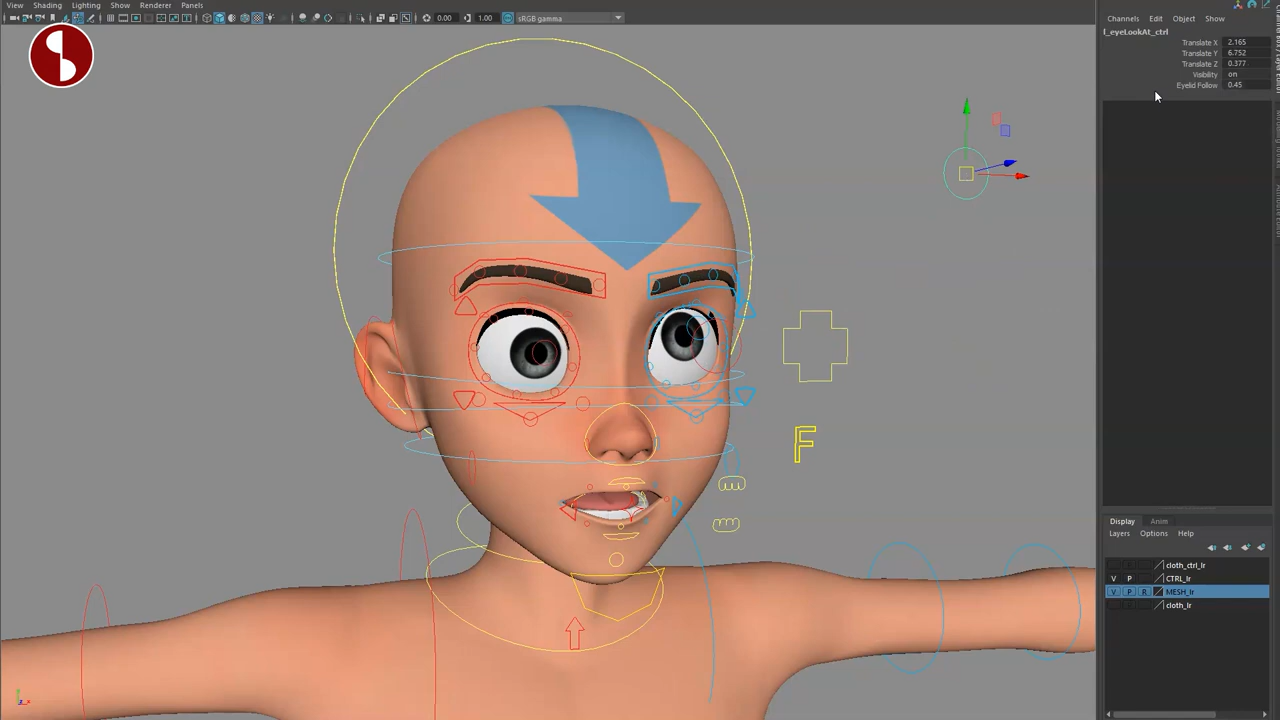 View Shading Lighting Show Renderer Panels
0.00 1.00 sRGB gamma
Channels Edit Object Show
l_eyeLookAt_ctrl
Translate X 2.165
Translate Y 6.752
Translate Z 0.377
Visibility on
Eyelid Follow 0.45
F
Display Anim
Layers Options Help
cloth_ctrl_lr
V P CTRL_lr
V P R MESH_lr
cloth_lr